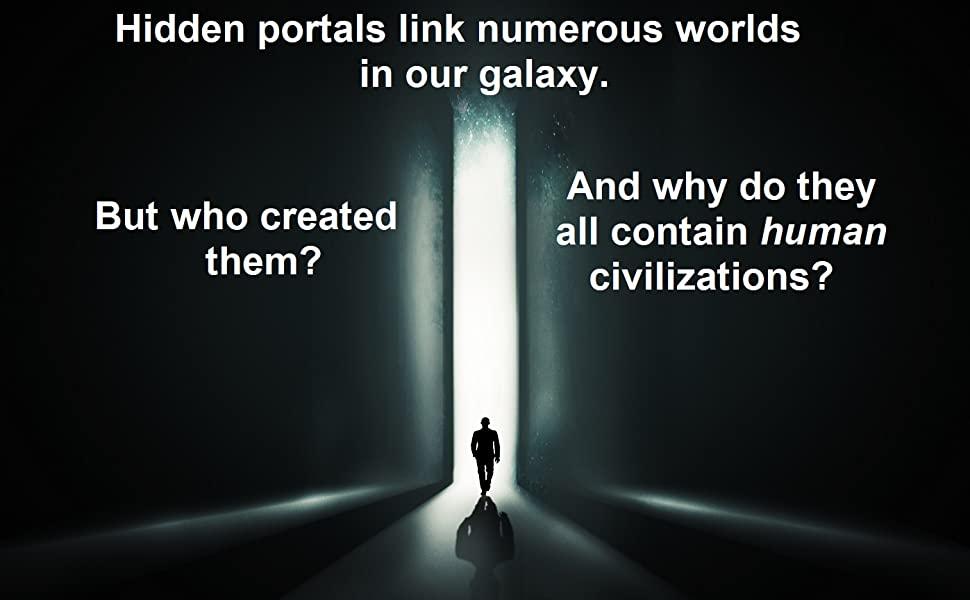 Hidden portals link numerous worlds
in our galaxy.
But who created
them?
And why do they
all contain human
civilizations?